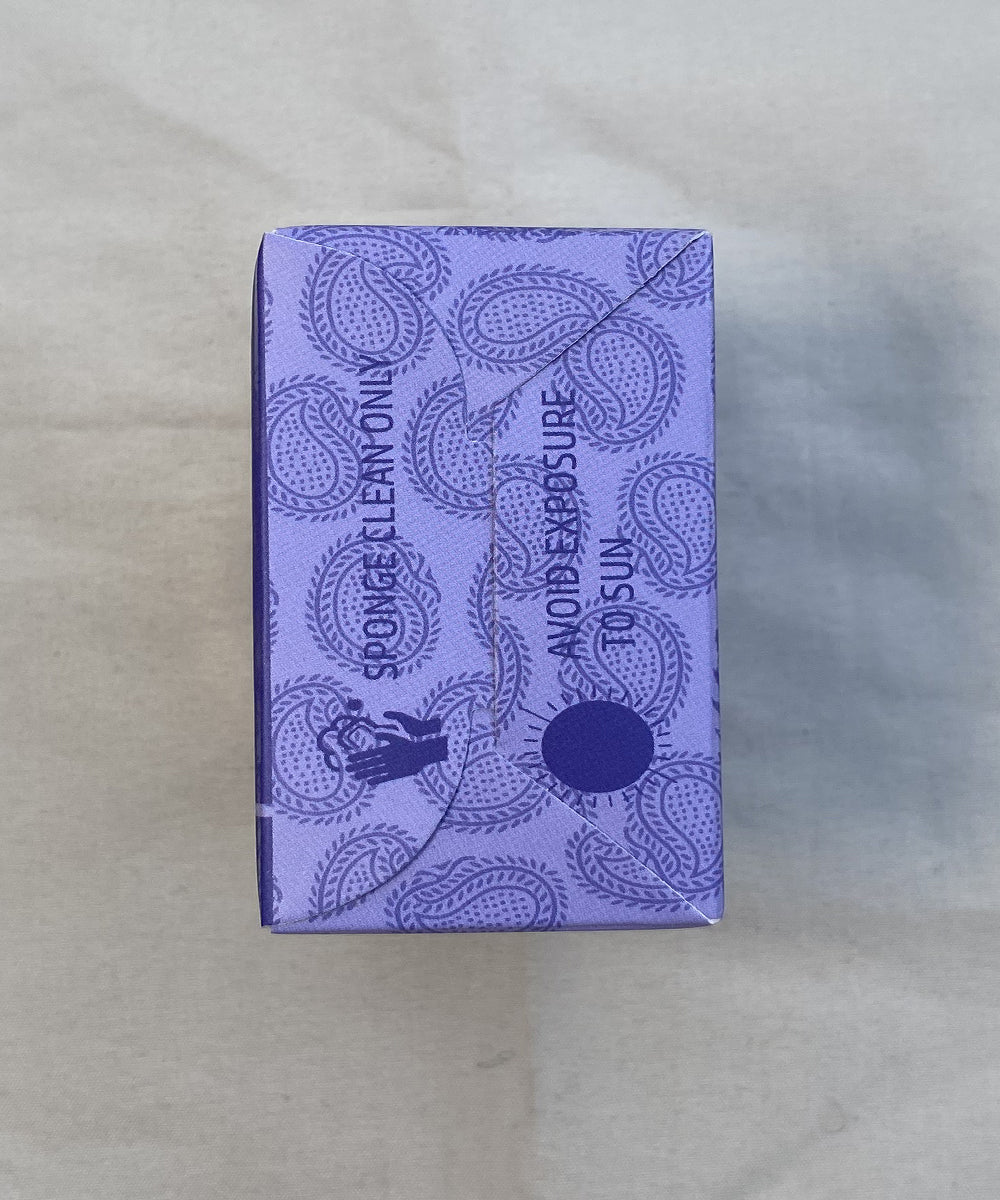 SPONGE CLEAN ONLY
AVOID EXPOSURE
TO SUN